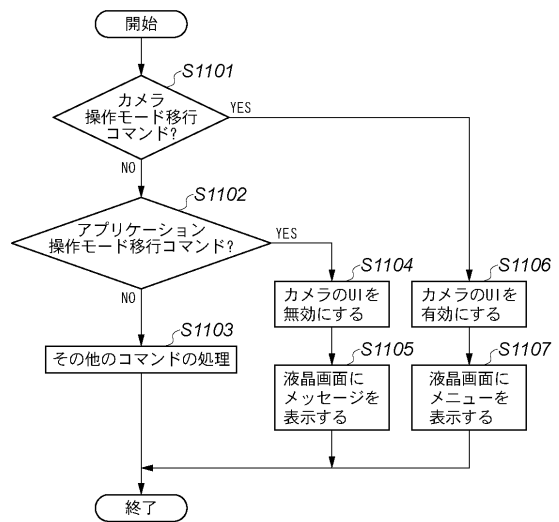 開始
S1101
カメラ
操作モード移行
コマンド?
YES
NO
S1102
アプリケーション
操作モード移行コマンド?
YES
NO
S1104
カメラのUIを
無効にする
S1106
カメラのUIを
有効にする
S1103
その他のコマンドの処理
S1105
液晶画面に
メッセージを
表示する
S1107
液晶画面に
メニューを
表示する
終了